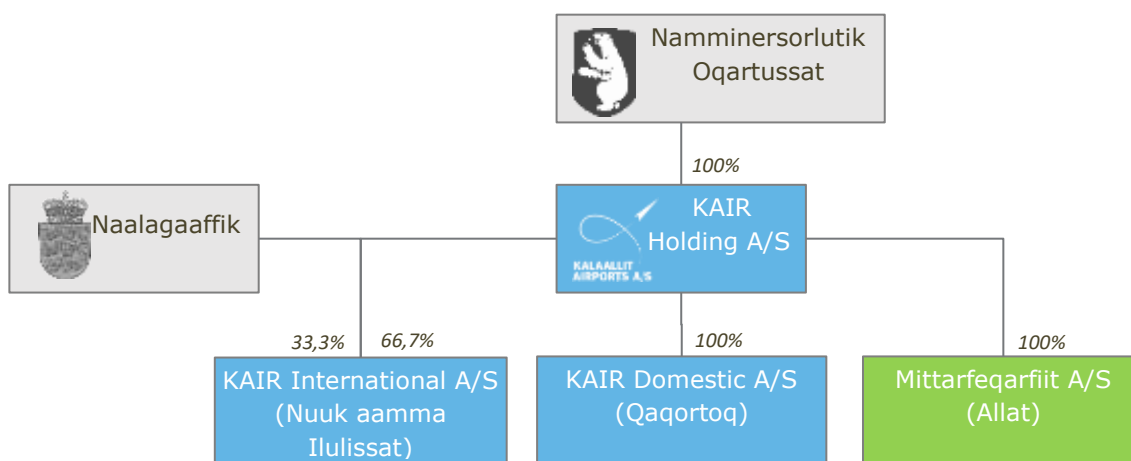 Namminersorlutik
Oqartussat
100%
Naalagaaffik
KAIR
Holding A/S
KALAALLIT
AIRPORTS A/S
33,3%
66,7%
100%
100%
KAIR International A/S
(Nuuk aamma
Ilulissat)
KAIR Domestic A/S
(Qaqortoq)
Mittarfeqarfiit A/S
(Allat)